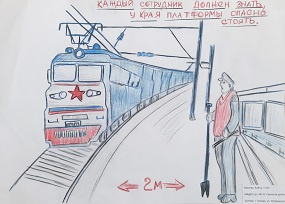 КАЖДЫЙ СОТРУДНИК ДОЛЖЕН ЗНАТЬ,
У КРАЯ ПЛАТФОРМЫ ОПАСНО
СТОЯТЬ.
2М